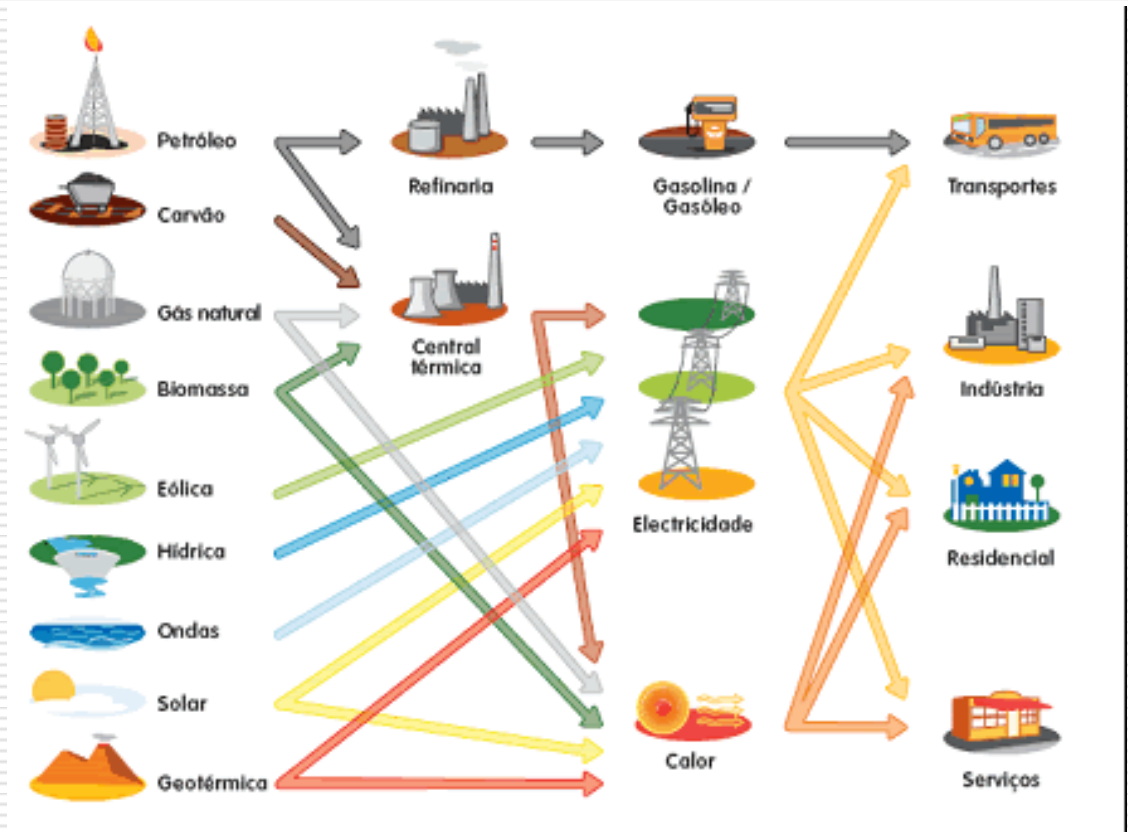 Petróleo
Carvão
Gás natural
Biomassa
Eólica
Hídrica
Ondas
Solar
Geotérmica
Refinaria
Central
térmica
Gasolina /
Gasóleo
Electricidade
Calor
Transportes
Indústria
Residencial
Serviços